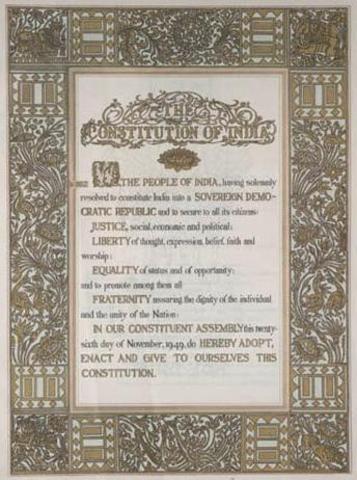 THE
CONSTITUTION OF INDIA
WE, THE PEOPLE OF INDIA, having solemnly
resolved to constitute India into a SOVEREIGN DEMO-
CRATIC REPUBLIC and to secure to all its citizens:
JUSTICE, social, economic and political;
LIBERTY of thought, expression, belief, faith and
worship;
EQUALITY of status and of opportunity;
and to promote among them all
FRATERNITY assuring the dignity of the individual
and the unity of the Nation;
IN OUR CONSTITUENT ASSEMBLY this twenty-
sixth day of November, 1949, do HEREBY ADOPT,
ENACT AND GIVE TO OURSELVES THIS
CONSTITUTION.